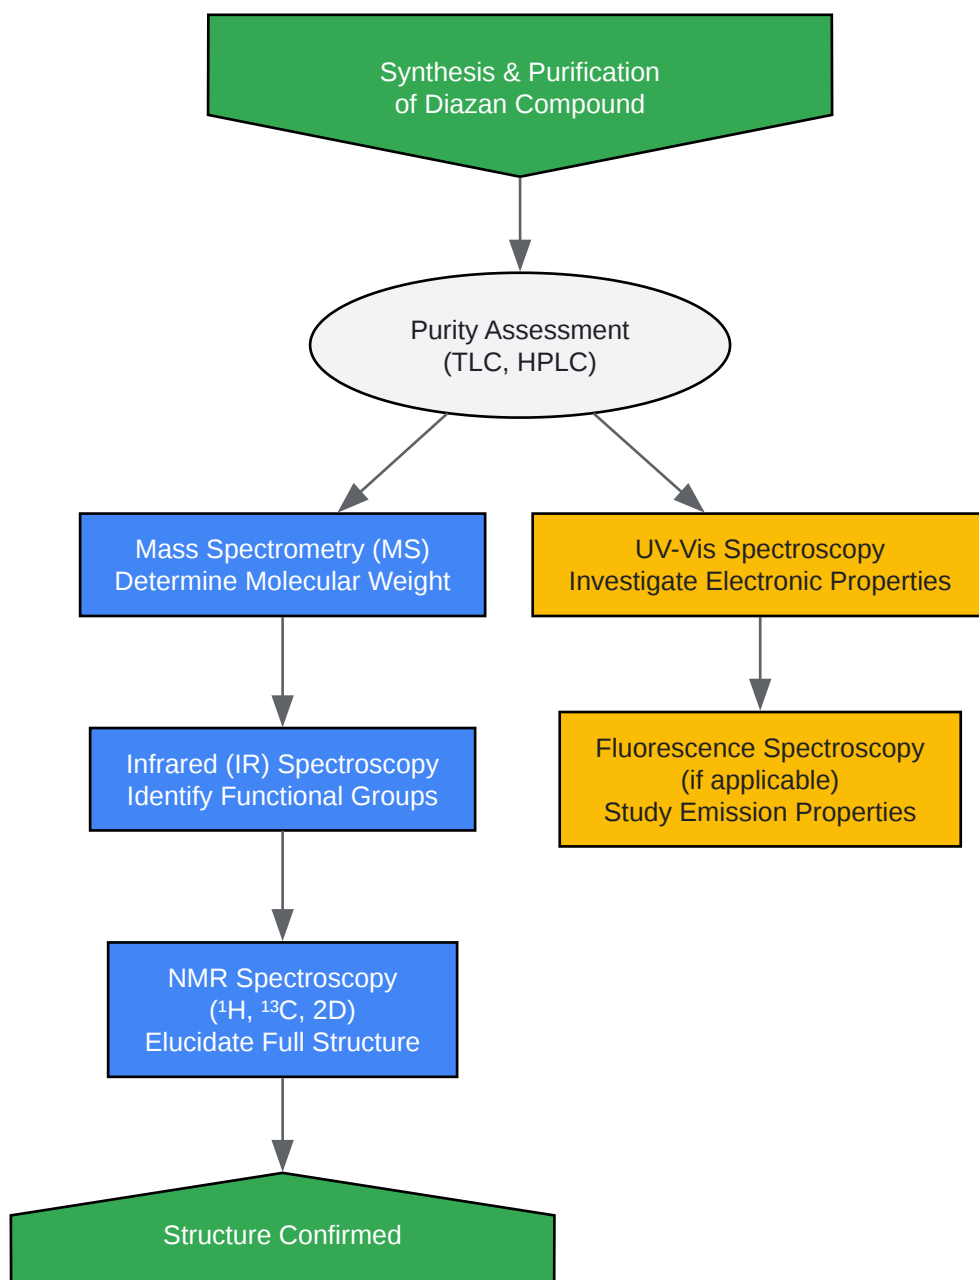 Synthesis & Purification
of Diazan Compound
Purity Assessment
(TLC, HPLC)
Mass Spectrometry (MS)
Determine Molecular Weight
UV-Vis Spectroscopy
Investigate Electronic Properties
Infrared (IR) Spectroscopy
Identify Functional Groups
Fluorescence Spectroscopy
(if applicable)
Study Emission Properties
NMR Spectroscopy
(¹H, ¹³C, 2D)
Elucidate Full Structure
Structure Confirmed